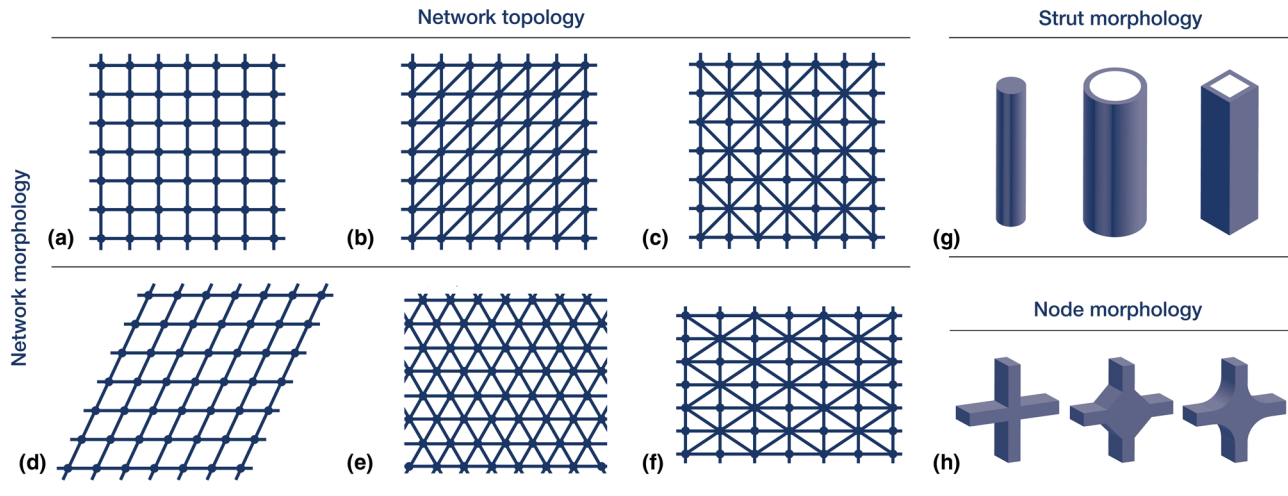 Network topology
Strut morphology
Network morphology
(a)
(b)
(c)
(g)
Node morphology
(d)
(e)
(f)
(h)